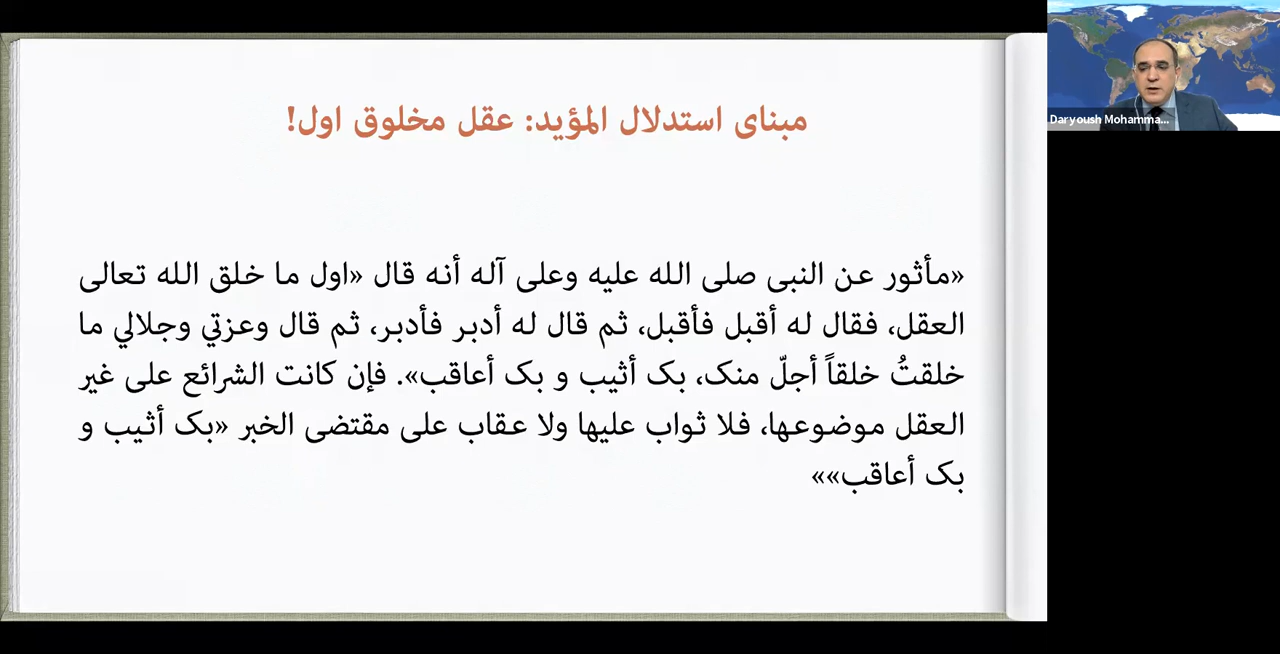 مبنای استدلال المؤید: عقل مخلوق اول!
«مأثور عن النبی صلی الله علیه وعلی آله أنه قال «اول ما خلق الله تعالی
العقل، فقال له أقبل فأقبل، ثم قال له أدبر فأدبر، ثم قال وعزتي وجلالي ما
خلقتُ خلقاً أجلّ منک، بک أثیب و بک أعاقب». فإن کانت الشرائع علی غیر
العقل موضوعها، فلا ثواب علیها ولا عقاب علی مقتضی الخبر «بک أثیب و
بک أعاقب»»
Daryoush Mohamma...